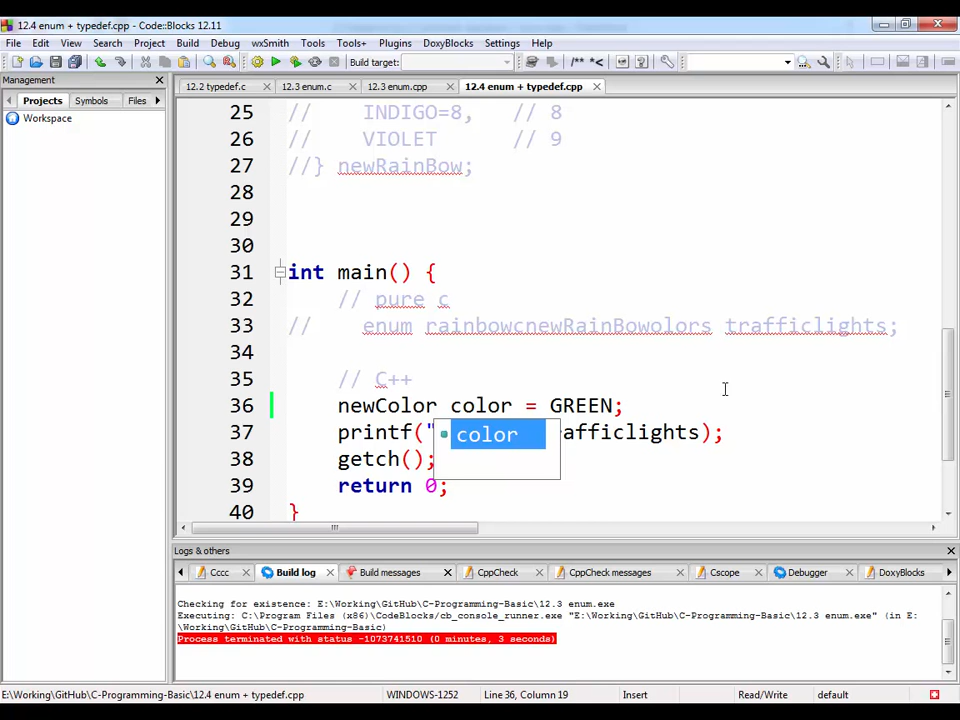 12.4 enum + typedef.cpp - Code::Blocks 12.11
File Edit View Search Project Build Debug wxSmith Tools Tools+ Plugins DoxyBlocks Settings Help
Build target: /** *<
Management
12.2 typedef.c 12.3 enum.c 12.3 enum.cpp 12.4 enum + typedef.cpp
Projects Symbols Files
Workspace
25 // INDIGO=8, // 8
26 // VIOLET // 9
27 //} newRainBow;
28
29
30
31 int main() {
32 // pure c
33 // enum rainbowcnewRainBowolors trafficlights;
34
35 // C++
36 newColor color = GREEN;
37 printf(" afficlights);
color
38 getch();
39 return 0;
40 }
Logs & others
Cccc Build log Build messages CppCheck CppCheck messages Cscope Debugger DoxyBlocks
Checking for existence: E:\Working\GitHub\C-Programming-Basic\12.3 enum.exe
Executing: C:\Program Files (x86)\CodeBlocks/cb_console_runner.exe "E:\Working\GitHub\C-Programming-Basic\12.3 enum.exe" (in E:
\Working\GitHub\C-Programming-Basic)
Process terminated with status -1073741510 (0 minutes, 3 seconds)
E:\Working\GitHub\C-Programming-Basic\12.4 enum + typedef.cpp WINDOWS-1252 Line 36, Column 19 Insert Read/Write default